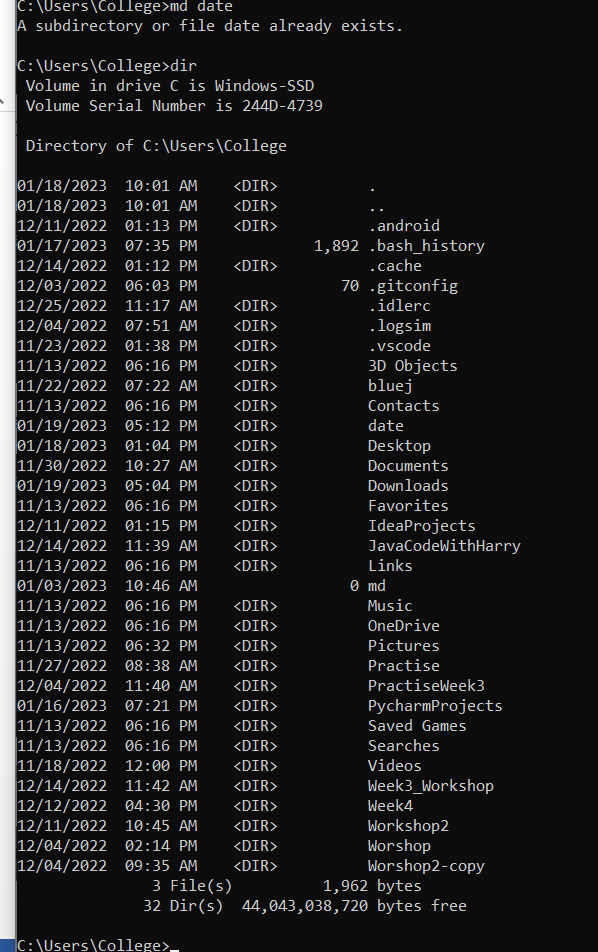 C:\Users\College>md date
A subdirectory or file date already exists.
C:\Users\College>dir
 Volume in drive C is Windows-SSD
 Volume Serial Number is 244D-4739
 Directory of C:\Users\College
01/18/2023  10:01 AM    <DIR>          .
01/18/2023  10:01 AM    <DIR>          ..
12/11/2022  01:13 PM    <DIR>          .android
01/17/2023  07:35 PM             1,892 .bash_history
12/14/2022  01:12 PM    <DIR>          .cache
12/03/2022  06:03 PM                70 .gitconfig
12/25/2022  11:17 AM    <DIR>          .idlerc
12/04/2022  07:51 AM    <DIR>          .logsim
11/23/2022  01:38 PM    <DIR>          .vscode
11/13/2022  06:16 PM    <DIR>          3D Objects
11/22/2022  07:22 AM    <DIR>          bluej
11/13/2022  06:16 PM    <DIR>          Contacts
01/19/2023  05:12 PM    <DIR>          date
01/18/2023  01:04 PM    <DIR>          Desktop
11/30/2022  10:27 AM    <DIR>          Documents
01/19/2023  05:04 PM    <DIR>          Downloads
11/13/2022  06:16 PM    <DIR>          Favorites
12/11/2022  01:15 PM    <DIR>          IdeaProjects
12/14/2022  11:39 AM    <DIR>          JavaCodeWithHarry
11/13/2022  06:16 PM    <DIR>          Links
01/03/2023  10:46 AM                 0 md
11/13/2022  06:16 PM    <DIR>          Music
11/13/2022  06:16 PM    <DIR>          OneDrive
11/13/2022  06:32 PM    <DIR>          Pictures
11/27/2022  08:38 AM    <DIR>          Practise
12/04/2022  11:40 AM    <DIR>          PractiseWeek3
01/16/2023  07:21 PM    <DIR>          PycharmProjects
11/13/2022  06:16 PM    <DIR>          Saved Games
11/13/2022  06:16 PM    <DIR>          Searches
11/18/2022  12:00 PM    <DIR>          Videos
12/14/2022  11:42 AM    <DIR>          Week3_Workshop
12/12/2022  04:30 PM    <DIR>          Week4
12/11/2022  10:45 AM    <DIR>          Workshop2
12/04/2022  02:14 PM    <DIR>          Worshop
12/04/2022  09:35 AM    <DIR>          Worshop2-copy
               3 File(s)          1,962 bytes
              32 Dir(s)  44,043,038,720 bytes free
C:\Users\College>_